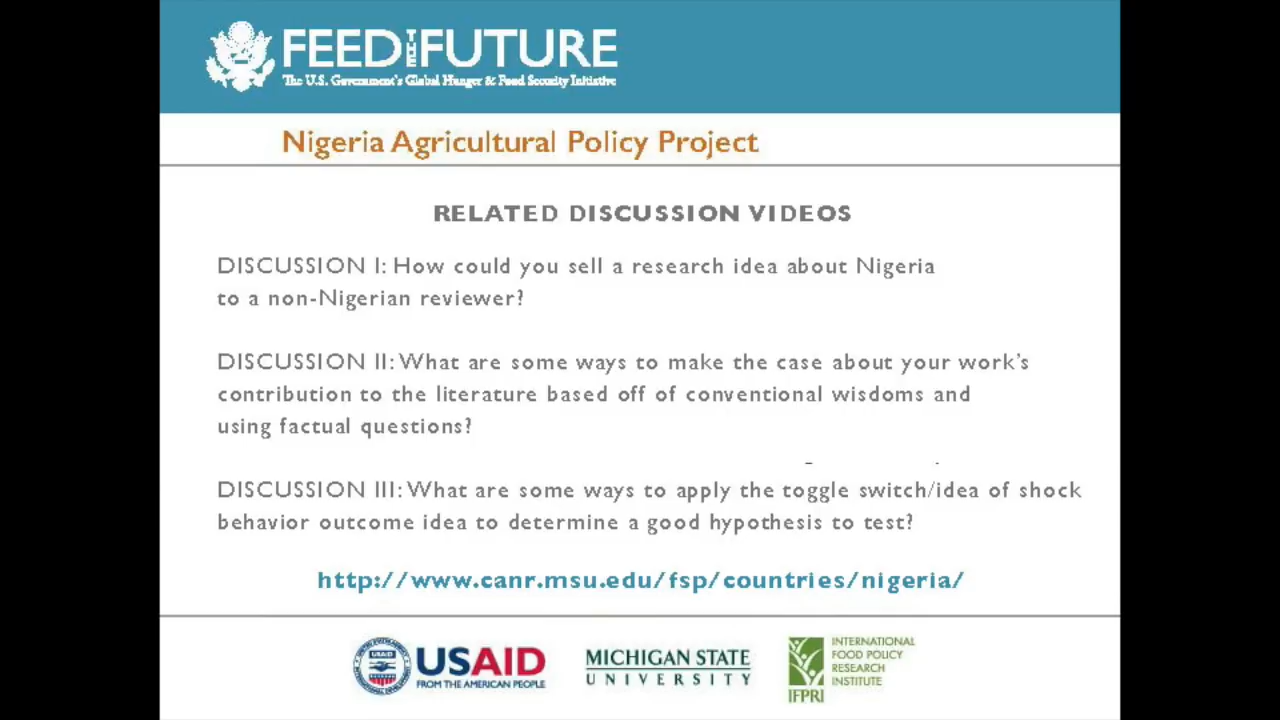 FEED THE FUTURE
The U.S. Government's Global Hunger & Food Security Initiative
Nigeria Agricultural Policy Project
RELATED DISCUSSION VIDEOS
DISCUSSION I: How could you sell a research idea about Nigeria
to a non-Nigerian reviewer?
DISCUSSION II: What are some ways to make the case about your work's
contribution to the literature based off of conventional wisdoms and
using factual questions?
DISCUSSION III: What are some ways to apply the toggle switch/idea of shock
behavior outcome idea to determine a good hypothesis to test?
http://www.canr.msu.edu/fsp/countries/nigeria/
USAID
USAID
FROM THE AMERICAN PEOPLE
MICHIGAN STATE
UNIVERSITY
IFPRI
INTERNATIONAL
FOOD POLICY
RESEARCH
INSTITUTE